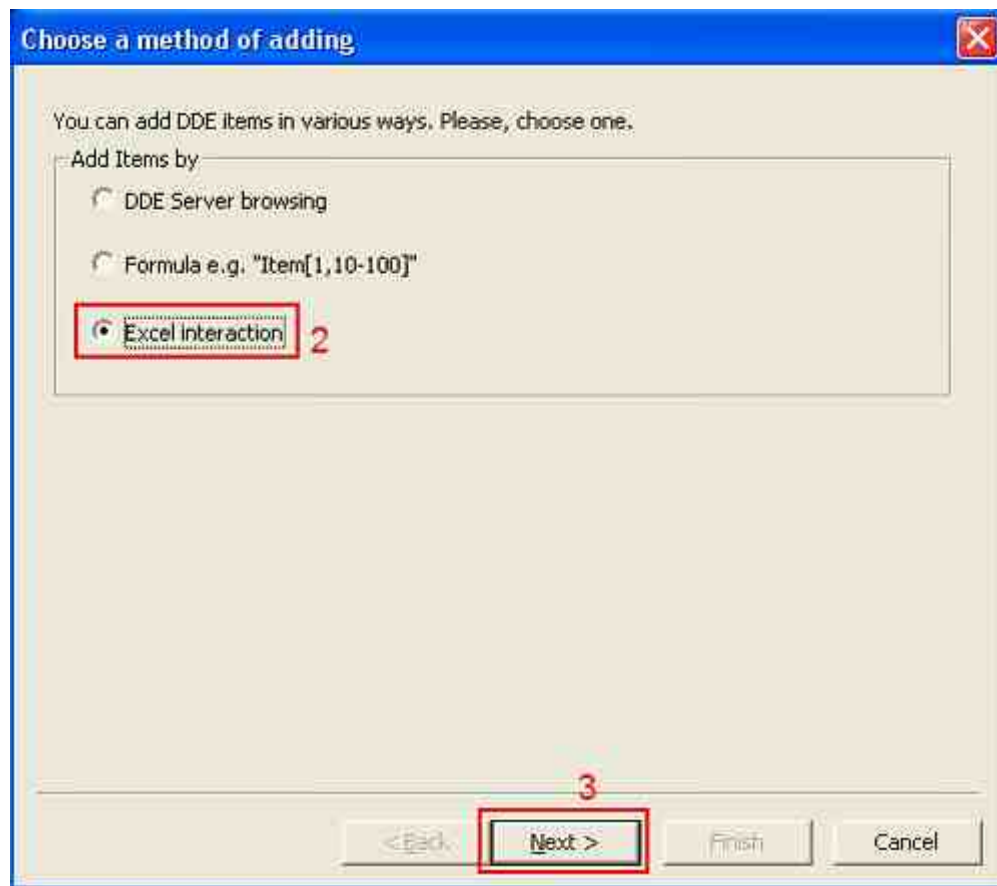 Choose a method of adding
You can add DDE items in various ways. Please, choose one.
Add Items by
DDE Server browsing
Formula e.g. "Item[1,10-100]"
Excel interaction 2
3
< Back Next > Finish Cancel